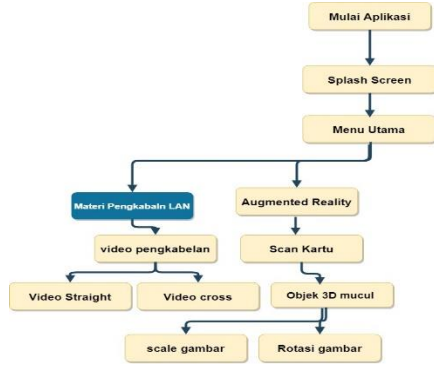 Mulai Aplikasi
Splash Screen
Menu Utama
Materi Pengkabaln LAN
Augmented Reality
video pengkabelan
Scan Kartu
Video Straight
Video cross
Objek 3D mucul
scale gambar
Rotasi gambar